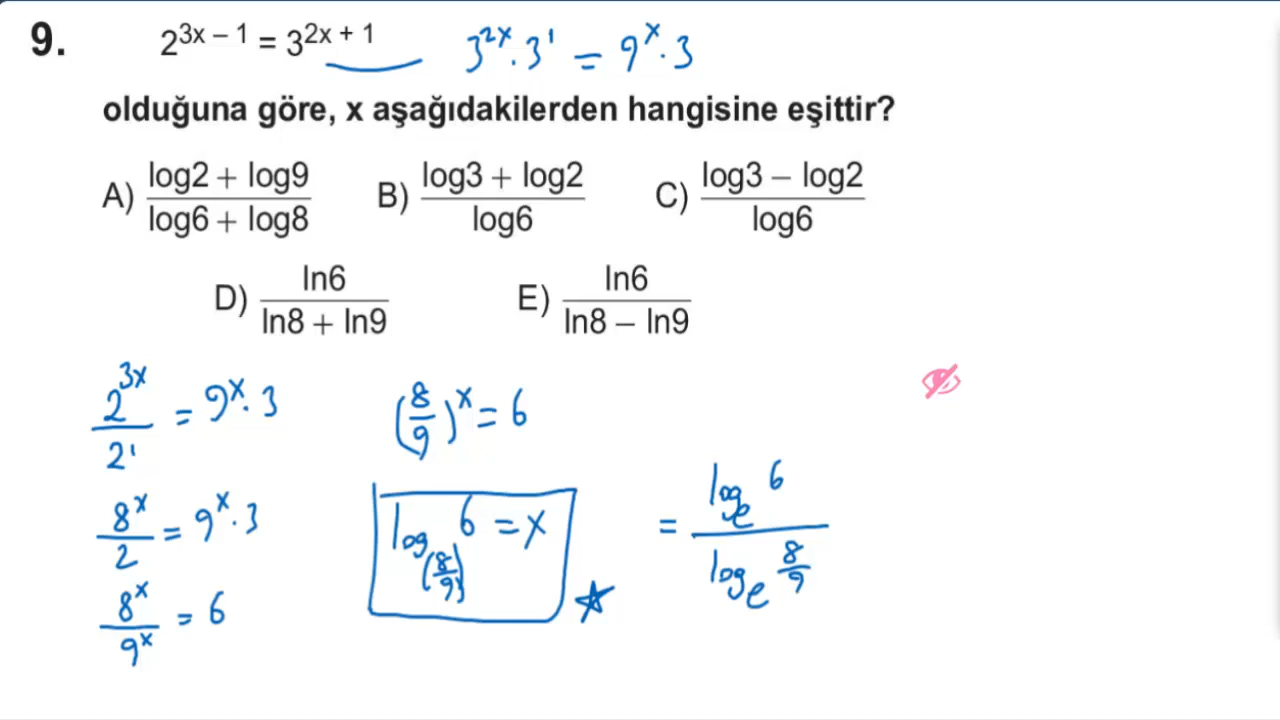 9. 2^{3x – 1} = 3^{2x + 1} 3^{2x} . 3^1 = 9^x . 3
olduğuna göre, x aşağıdakilerden hangisine eşittir?
A) (log2 + log9)/(log6 + log8) B) (log3 + log2)/log6 C) (log3 – log2)/log6
D) ln6/(ln8 + ln9) E) ln6/(ln8 – ln9)
2^{3x}/2^1 = 9^x . 3
8^x/2 = 9^x . 3
8^x/9^x = 6
(8/9)^x = 6
log_{(8/9)} 6 = x
= log_e 6 / log_e 8/9